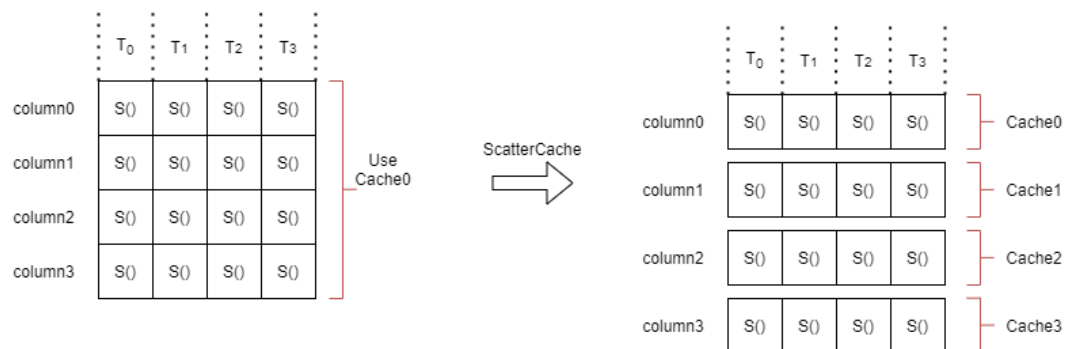 T0 T1 T2 T3
column0 S() S() S() S()
column1 S() S() S() S()
column2 S() S() S() S()
column3 S() S() S() S()
Use
Cache0
ScatterCache
T0 T1 T2 T3
column0 S() S() S() S() Cache0
column1 S() S() S() S() Cache1
column2 S() S() S() S() Cache2
column3 S() S() S() S() Cache3